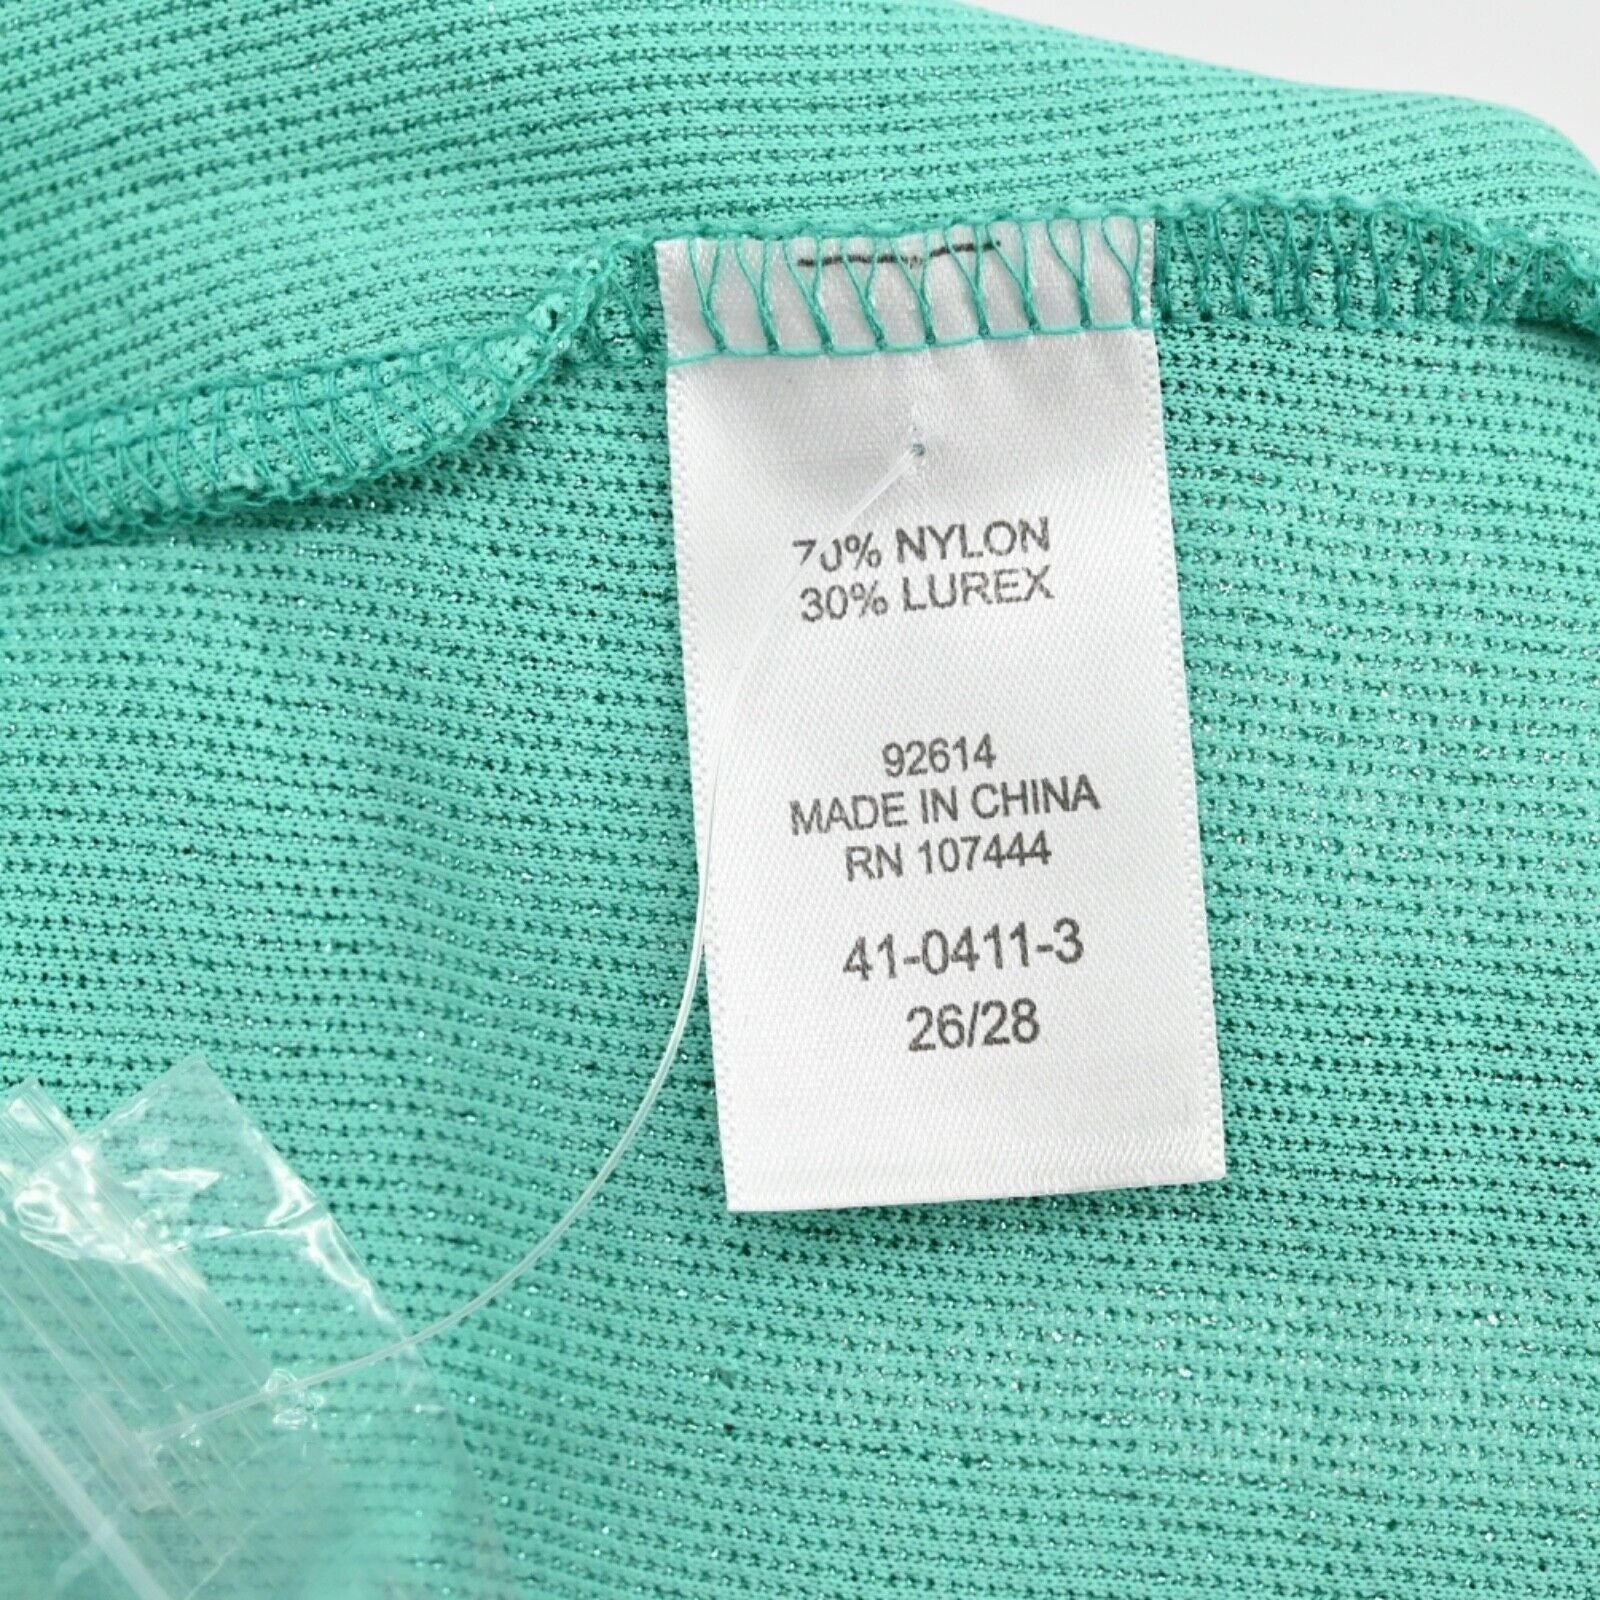 70% NYLON
30% LUREX
92614
MADE IN CHINA
RN 107444
41-0411-3
26/28